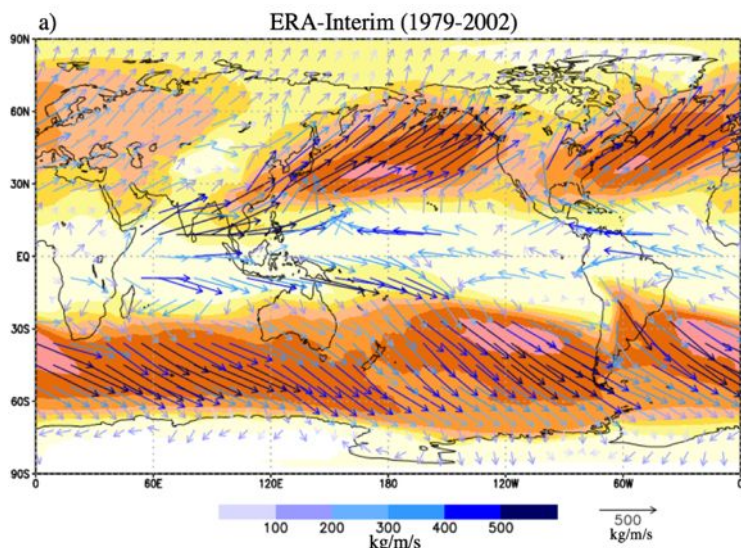 a) ERA-Interim (1979-2002)
90N
60N
30N
EQ
30S
60S
90S
0 60E 120E 180 120W 60W 0
100 200 300 400 500
kg/m/s
500
kg/m/s